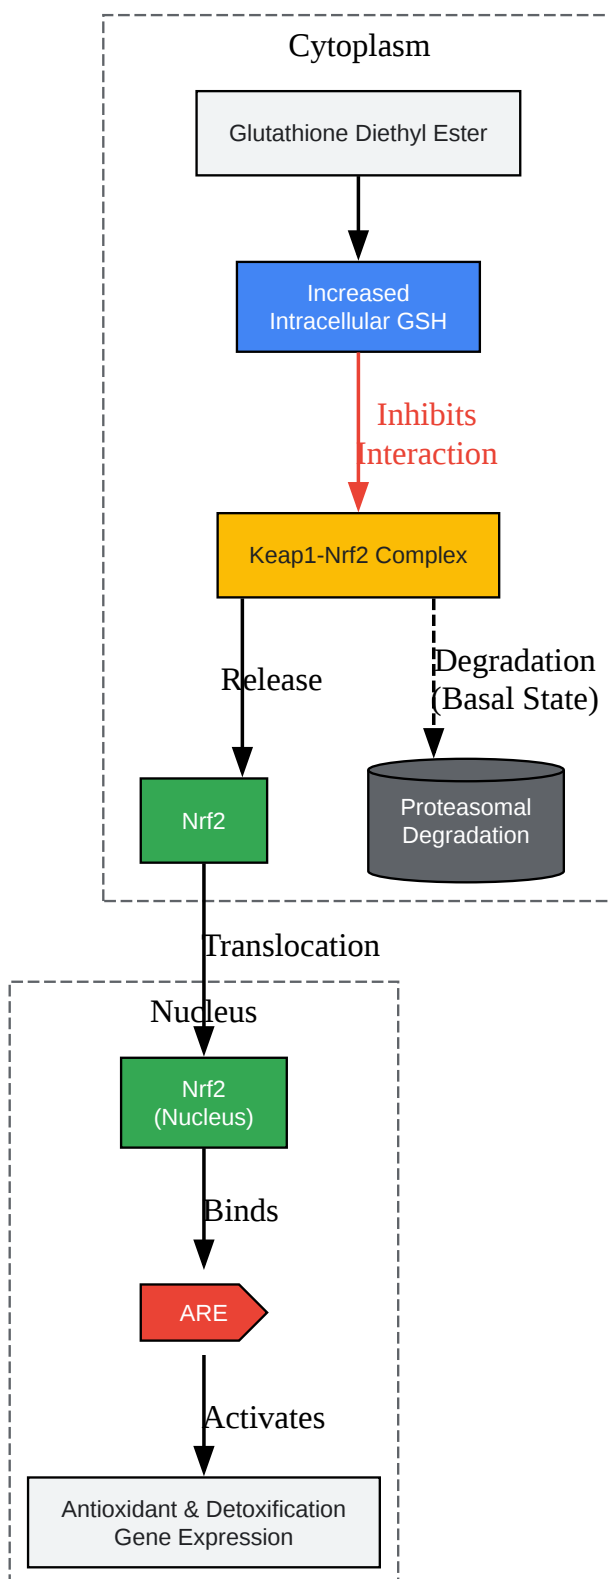 Cytoplasm
Glutathione Diethyl Ester
Increased
Intracellular GSH
Inhibits
Interaction
Keap1-Nrf2 Complex
Release
Degradation
(Basal State)
Nrf2
Proteasomal
Degradation
Translocation
Nucleus
Nrf2
(Nucleus)
Binds
ARE
Activates
Antioxidant & Detoxification
Gene Expression